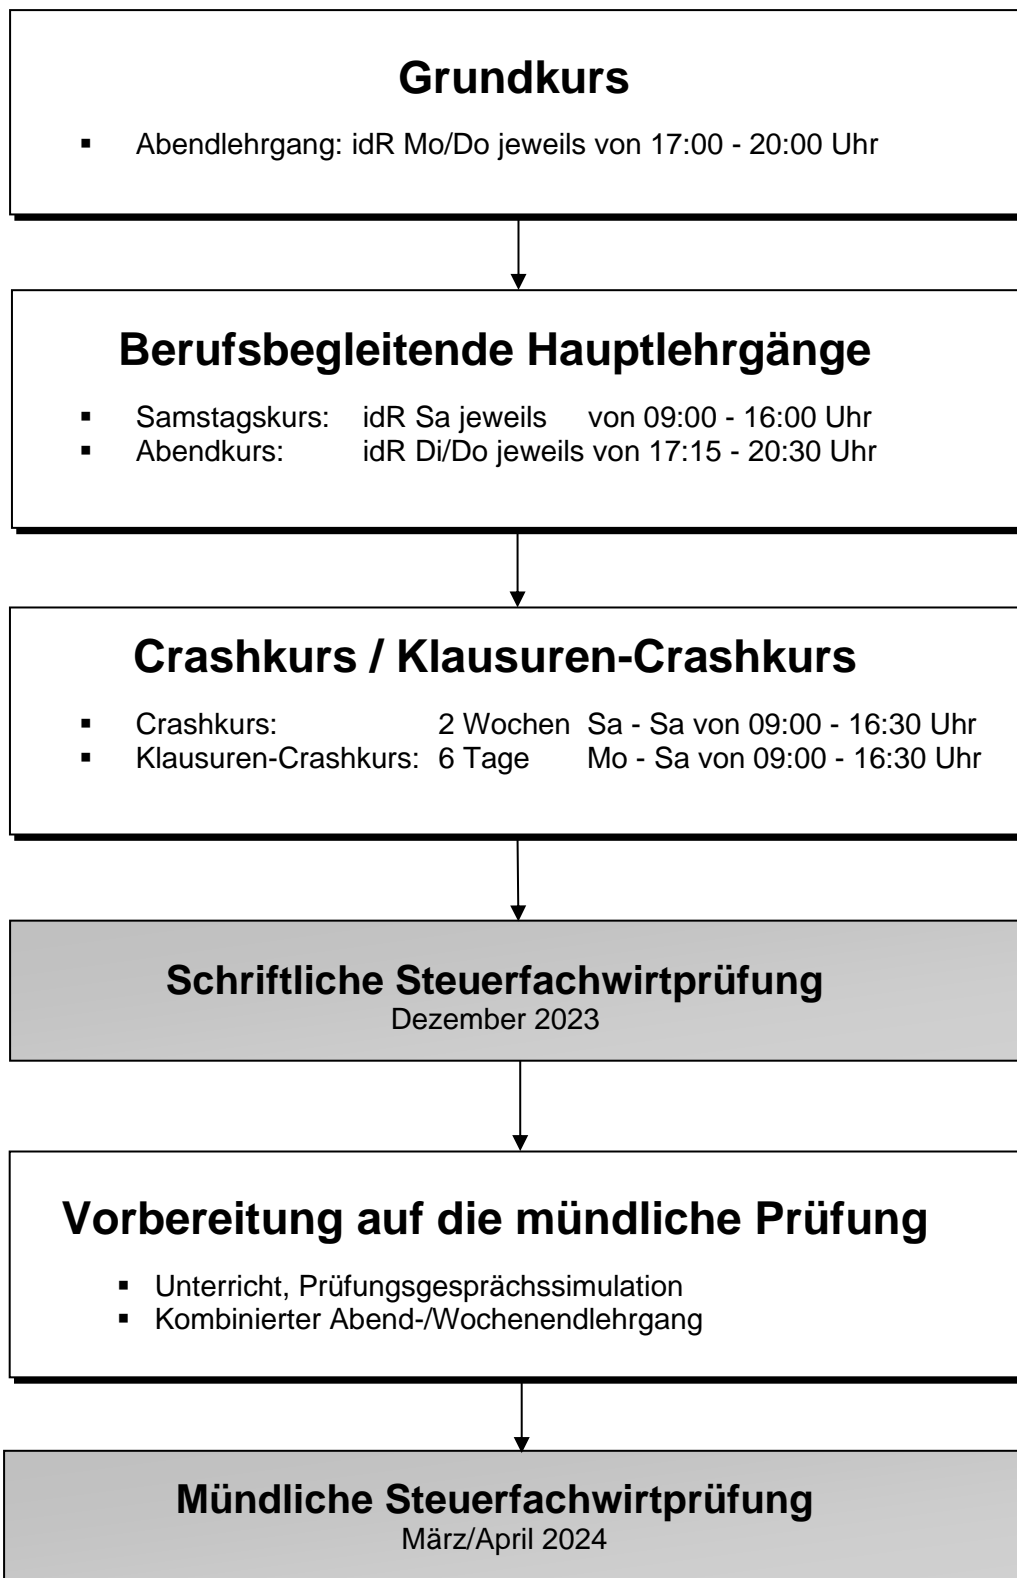 Grundkurs
▪ Abendlehrgang: idR Mo/Do jeweils von 17:00 - 20:00 Uhr
Berufsbegleitende Hauptlehrgänge
▪ Samstagskurs: idR Sa jeweils von 09:00 - 16:00 Uhr
▪ Abendkurs: idR Di/Do jeweils von 17:15 - 20:30 Uhr
Crashkurs / Klausuren-Crashkurs
▪ Crashkurs: 2 Wochen Sa - Sa von 09:00 - 16:30 Uhr
▪ Klausuren-Crashkurs: 6 Tage Mo - Sa von 09:00 - 16:30 Uhr
Schriftliche Steuerfachwirtprüfung
Dezember 2023
Vorbereitung auf die mündliche Prüfung
▪ Unterricht, Prüfungsgesprächssimulation
▪ Kombinierter Abend-/Wochenendlehrgang
Mündliche Steuerfachwirtprüfung
März/April 2024